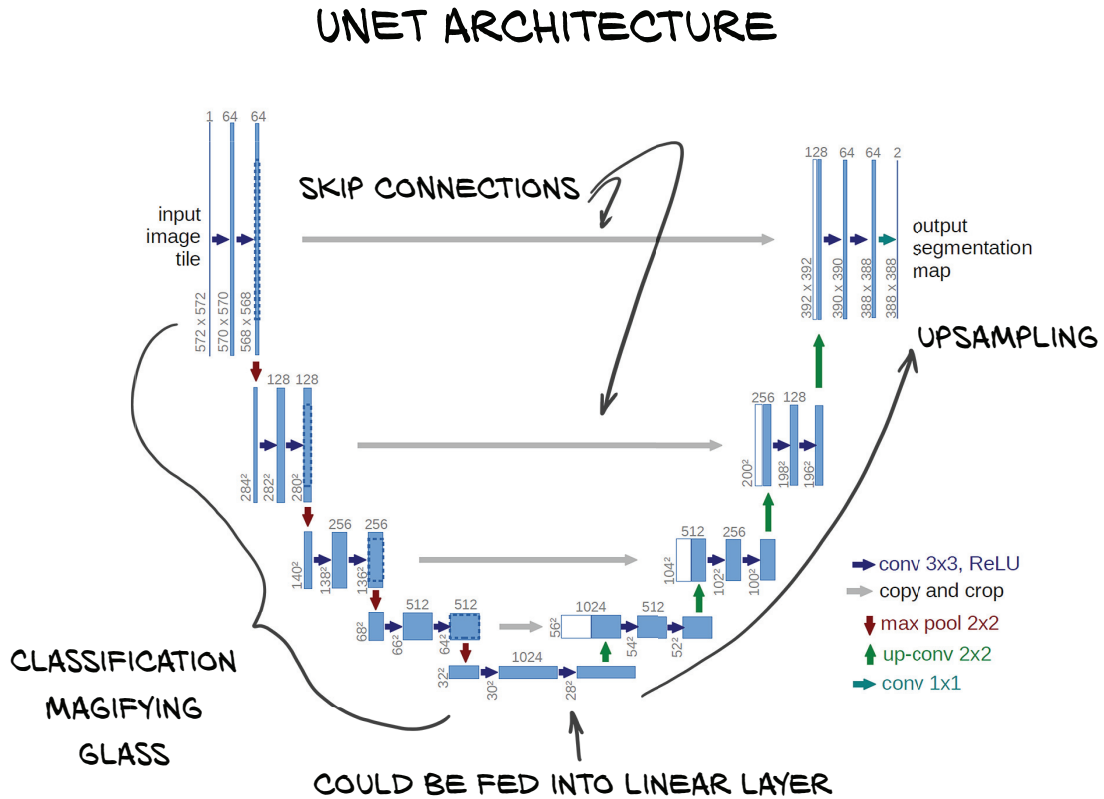 UNET ARCHITECTURE
1 64 64
128 64 64 2
SKIP CONNECTIONS
input
image
tile
output
segmentation
map
572 x 572
570 x 570
568 x 568
392 x 392
390 x 390
388 x 388
388 x 388
UPSAMPLING
128 128
256 128
284²
282²
280²
200²
198²
196²
256 256
512 256
140²
138²
136²
104²
102²
100²
conv 3x3, ReLU
copy and crop
max pool 2x2
up-conv 2x2
conv 1x1
512 512
1024 512
68²
66²
64²
56²
54²
52²
1024
32²
30²
28²
CLASSIFICATION
MAGIFYING
GLASS
COULD BE FED INTO LINEAR LAYER